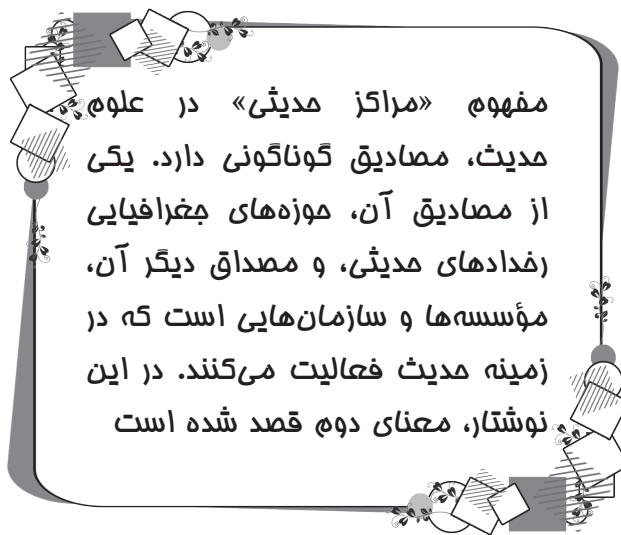 مفهوم «مراکز حدیثی» در علوم
حدیث، مصادیق گوناگونی دارد. یکی
از مصادیق آن، حوزه‌های جغرافیایی
رخدادهای حدیثی، و مصداق دیگر آن،
مؤسسه‌ها و سازمان‌هایی است که در
زمینه حدیث فعالیت می‌کنند. در این
نوشتار، معنای دوم قصد شده است